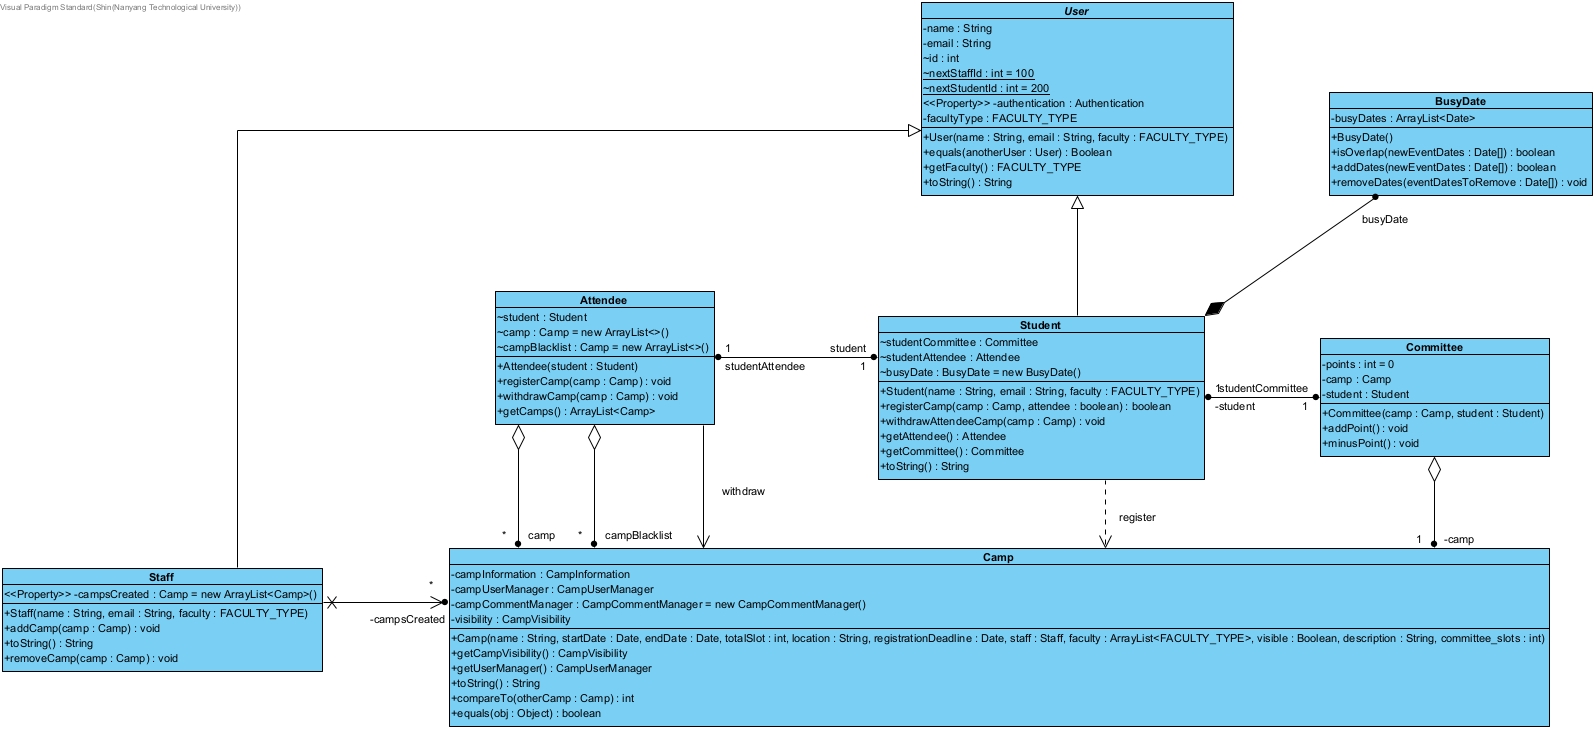 Visual Paradigm Standard(Shin(Nanyang Technological University))
User
-name : String
-email : String
~id : int
~nextStaffId : int = 100
~nextStudentId : int = 200
<<Property>> -authentication : Authentication
-facultyType : FACULTY_TYPE
+User(name : String, email : String, faculty : FACULTY_TYPE)
+equals(anotherUser : User) : Boolean
+getFaculty() : FACULTY_TYPE
+toString() : String
BusyDate
-busyDates : ArrayList<Date>
+BusyDate()
+isOverlap(newEventDates : Date[]) : boolean
+addDates(newEventDates : Date[]) : boolean
+removeDates(eventDatesToRemove : Date[]) : void
busyDate
Attendee
~student : Student
~camp : Camp = new ArrayList<>()
~campBlacklist : Camp = new ArrayList<>()
+Attendee(student : Student)
+registerCamp(camp : Camp) : void
+withdrawCamp(camp : Camp) : void
+getCamps() : ArrayList<Camp>
1
student
studentAttendee
1
Student
~studentCommittee : Committee
~studentAttendee : Attendee
~busyDate : BusyDate = new BusyDate()
+Student(name : String, email : String, faculty : FACULTY_TYPE)
+registerCamp(camp : Camp, attendee : boolean) : boolean
+withdrawAttendeeCamp(camp : Camp) : void
+getAttendee() : Attendee
+getCommittee() : Committee
+toString() : String
1
studentCommittee
-student
1
Committee
-points : int = 0
-camp : Camp
-student : Student
+Committee(camp : Camp, student : Student)
+addPoint() : void
+minusPoint() : void
withdraw
register
* camp
* campBlacklist
1 -camp
Staff
<<Property>> -campsCreated : Camp = new ArrayList<Camp>()
+Staff(name : String, email : String, faculty : FACULTY_TYPE)
+addCamp(camp : Camp) : void
+toString() : String
+removeCamp(camp : Camp) : void
*
-campsCreated
Camp
-campInformation : CampInformation
-campUserManager : CampUserManager
-campCommentManager : CampCommentManager = new CampCommentManager()
-visibility : CampVisibility
+Camp(name : String, startDate : Date, endDate : Date, totalSlot : int, location : String, registrationDeadline : Date, staff : Staff, faculty : ArrayList<FACULTY_TYPE>, visible : Boolean, description : String, committee_slots : int)
+getCampVisibility() : CampVisibility
+getUserManager() : CampUserManager
+toString() : String
+compareTo(otherCamp : Camp) : int
+equals(obj : Object) : boolean